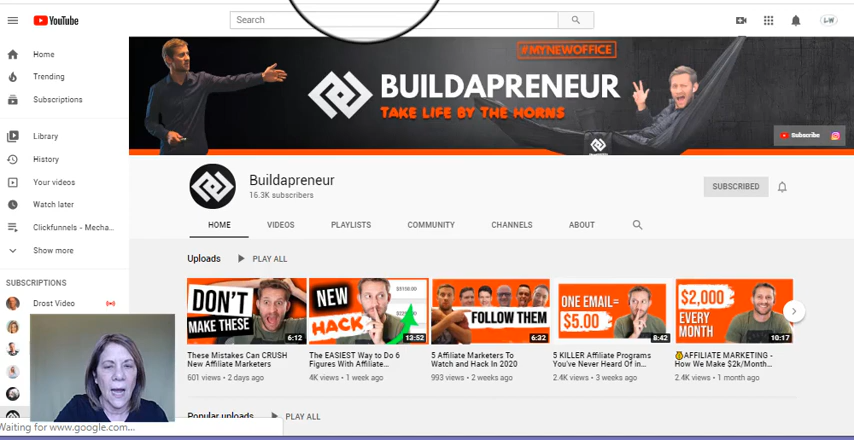 YouTube
Search
L-W
Home
Trending
Subscriptions
Library
History
Your videos
Watch later
Clickfunnels - Mecha...
Show more
SUBSCRIPTIONS
Drost Video
#MYNEWOFFICE
BUILDAPRENEUR
TAKE LIFE BY THE HORNS
Subscribe
Buildapreneur
16.3K subscribers
SUBSCRIBED
HOME VIDEOS PLAYLISTS COMMUNITY CHANNELS ABOUT
Uploads PLAY ALL
DON'T
MAKE THESE
6:12
These Mistakes Can CRUSH
New Affiliate Marketers
601 views • 2 days ago
NEW
HACK
$3150.00
13:52
The EASIEST Way to Do 6
Figures With Affiliate...
4K views • 1 week ago
FOLLOW THEM
6:32
5 Affiliate Marketers To
Watch and Hack In 2020
993 views • 2 weeks ago
ONE EMAIL=
$5.00
8:42
5 KILLER Affiliate Programs
You've Never Heard Of in...
2.4K views • 3 weeks ago
$2,000
EVERY
MONTH
10:17
🥇AFFILIATE MARKETING -
How We Make $2k/Month...
2.4K views • 1 month ago
Popular uploads PLAY ALL
Waiting for www.google.com...